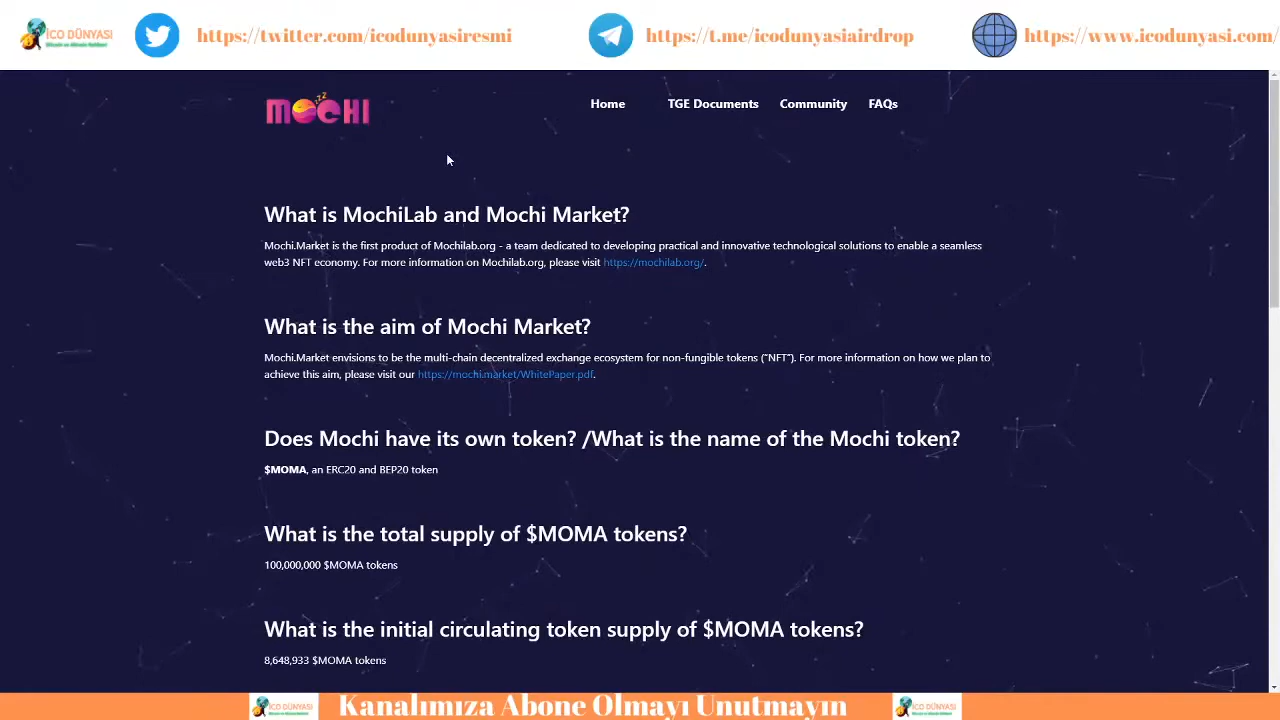 İCO DÜNYASI
https://twitter.com/icodunyasiresmi
https://t.me/icodunyasiairdrop
https://www.icodunyasi.com/
MOCHI
Home
TGE Documents
Community
FAQs
What is MochiLab and Mochi Market?
Mochi.Market is the first product of Mochilab.org - a team dedicated to developing practical and innovative technological solutions to enable a seamless
web3 NFT economy. For more information on Mochilab.org, please visit https://mochilab.org/.
What is the aim of Mochi Market?
Mochi.Market envisions to be the multi-chain decentralized exchange ecosystem for non-fungible tokens (“NFT”). For more information on how we plan to
achieve this aim, please visit our https://mochi.market/WhitePaper.pdf.
Does Mochi have its own token? /What is the name of the Mochi token?
$MOMA, an ERC20 and BEP20 token
What is the total supply of $MOMA tokens?
100,000,000 $MOMA tokens
What is the initial circulating token supply of $MOMA tokens?
8,648,933 $MOMA tokens
İCO DÜNYASI
Kanalımıza Abone Olmayı Unutmayın
İCO DÜNYASI